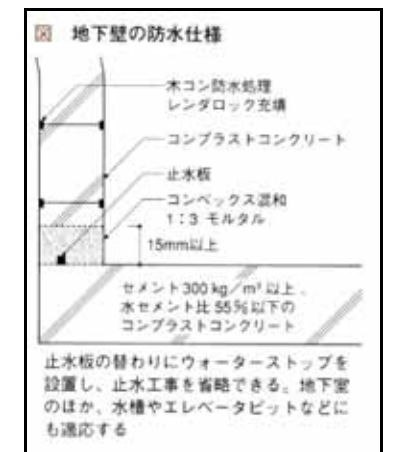 図 地下壁の防水仕様
木コン防水処理
レンダロック充填
コンプラストコンクリート
止水板
コンベックス混和
1:3 モルタル
15mm以上
セメント300 kg/m³ 以上、
水セメント比 55%以下の
コンプラストコンクリート
止水板の替わりにウォーターストップを
設置し、止水工事を省略できる。地下室
のほか、水槽やエレベータピットなどに
も適応する